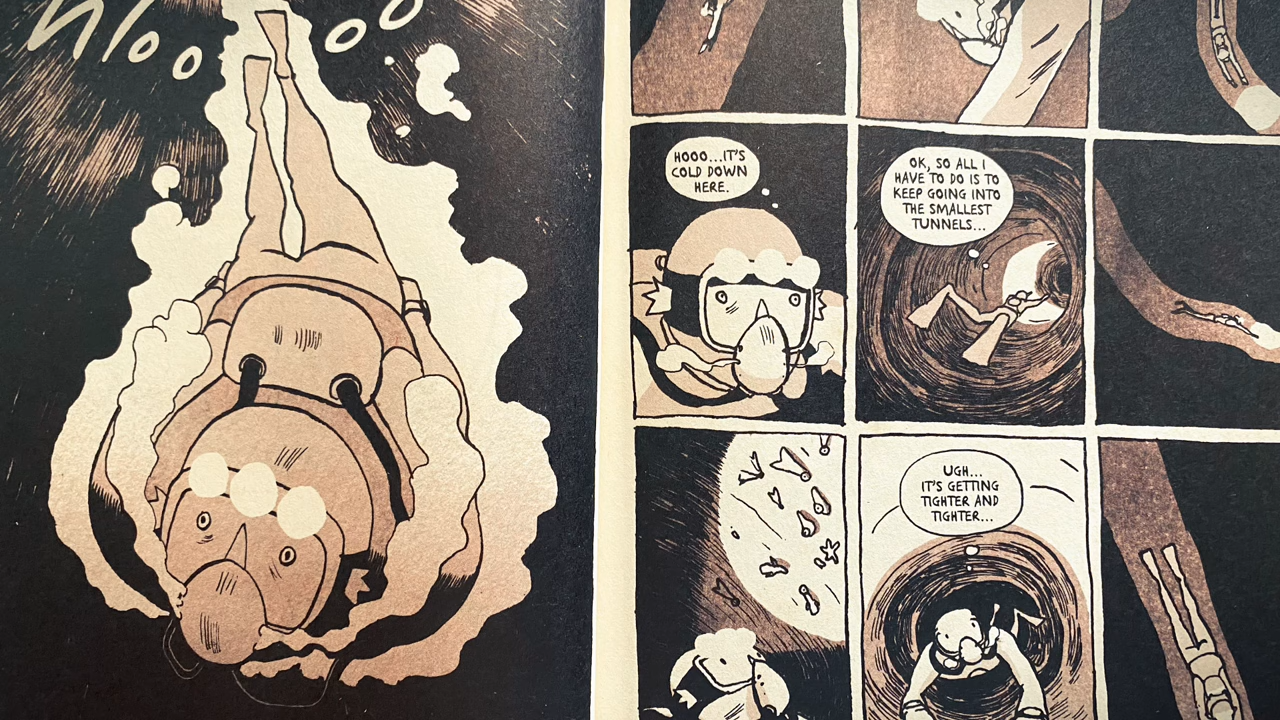 HOOO...IT'S
COLD DOWN
HERE.
OK, SO ALL I
HAVE TO DO IS TO
KEEP GOING INTO
THE SMALLEST
TUNNELS...
UGH...
IT'S GETTING
TIGHTER AND
TIGHTER...